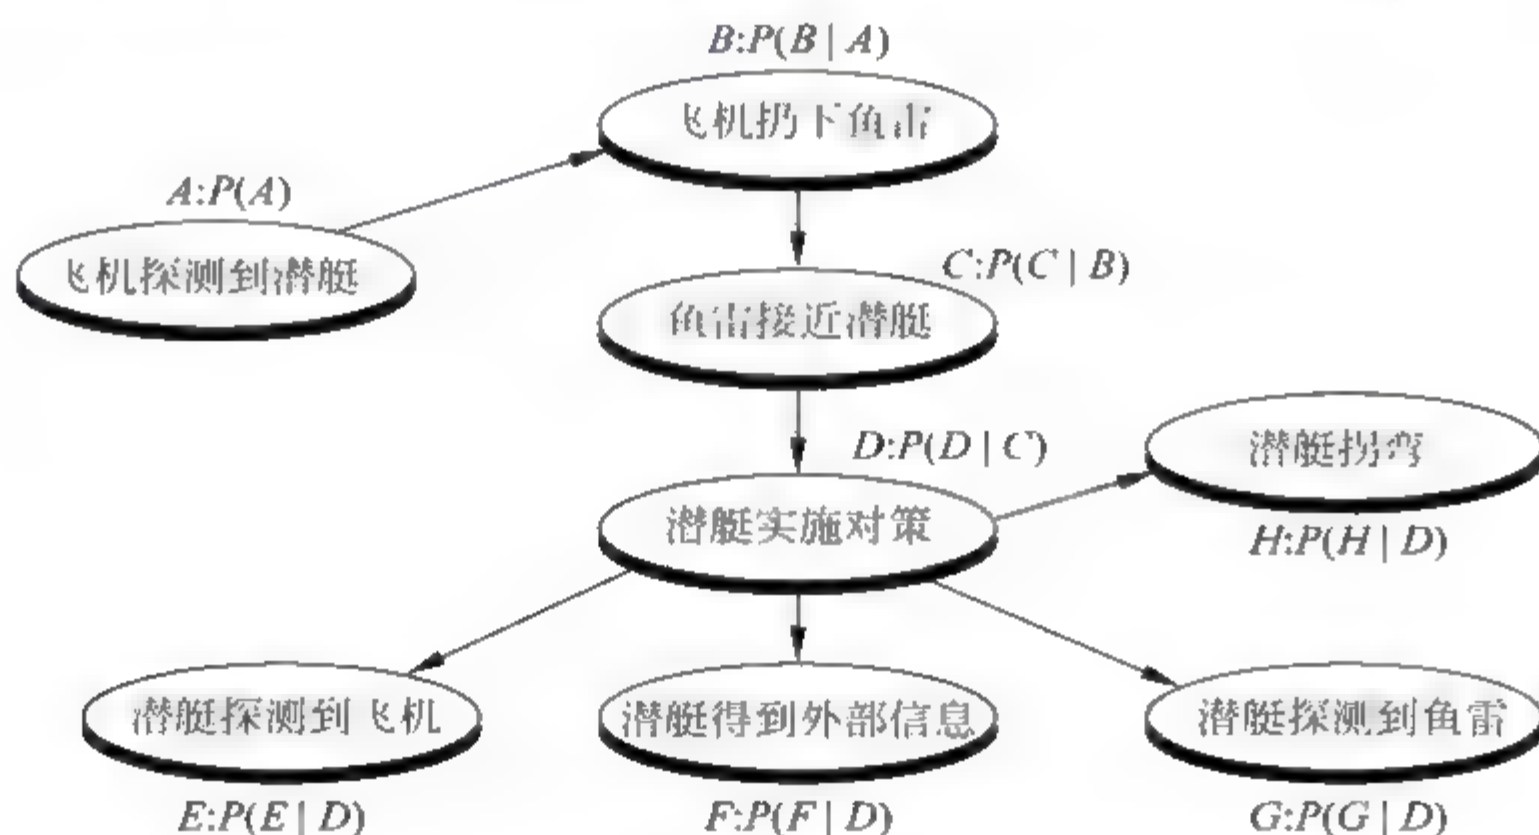 B:P(B | A)
飞机扔下鱼雷
A:P(A)
飞机探测到潜艇
C:P(C | B)
鱼雷接近潜艇
D:P(D | C)
潜艇拐弯
潜艇实施对策
H:P(H | D)
潜艇探测到飞机
潜艇得到外部信息
潜艇探测到鱼雷
E:P(E | D)
F:P(F | D)
G:P(G | D)